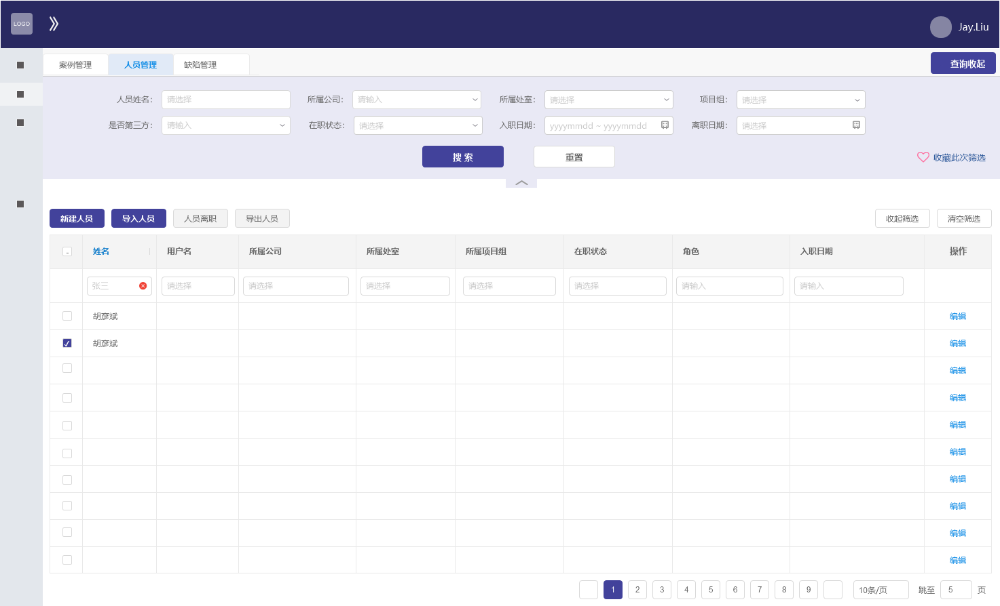 LOGO
Jay.Liu
案例管理 人员管理 缺陷管理 查询收起
人员姓名： 请选择 所属公司： 请输入 所属处室： 请选择 项目组： 请选择
是否第三方： 请输入 在职状态： 请选择 入职日期： yyyymmdd ~ yyyymmdd 离职日期： 请选择
搜 索 重置 收藏此次筛选
新建人员 导入人员 人员离职 导出人员 收起筛选 清空筛选
姓名 用户名 所属公司 所属处室 所属项目组 在职状态 角色 入职日期 操作
张三 请选择 请选择 请选择 请选择 请选择 请输入 请输入
胡彦斌 编辑
胡彦斌 编辑
编辑
编辑
编辑
编辑
编辑
编辑
编辑
编辑
1 2 3 4 5 6 7 8 9 10条/页 跳至 5 页